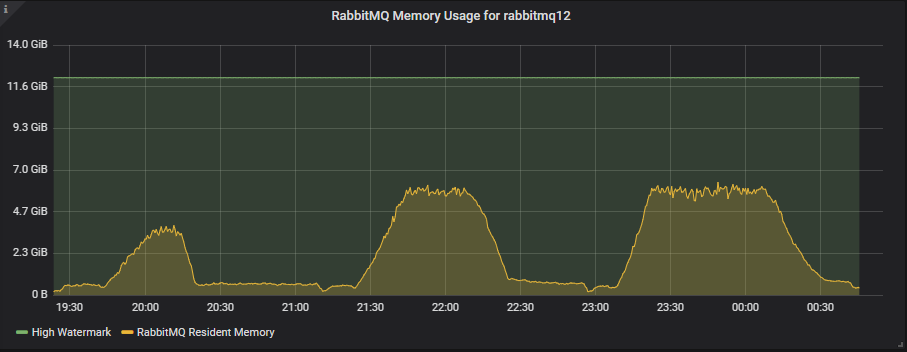 i
RabbitMQ Memory Usage for rabbitmq12
14.0 GiB
11.6 GiB
9.3 GiB
7.0 GiB
4.7 GiB
2.3 GiB
0 B
19:30 20:00 20:30 21:00 21:30 22:00 22:30 23:00 23:30 00:00 00:30
High Watermark RabbitMQ Resident Memory